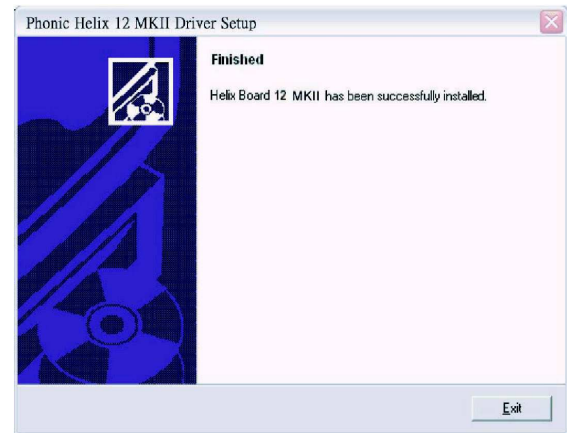 Phonic Helix 12 MKII Driver Setup
Finished
Helix Board 12 MKII has been successfully installed.
Exit